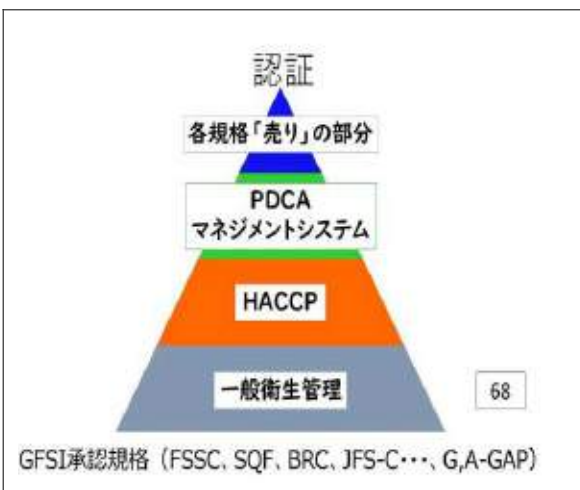 認証
各規格「売り」の部分
PDCA
マネジメントシステム
HACCP
一般衛生管理
68
GFSI承認規格（FSSC、SQF、BRC、JFS-C･･･、G,A-GAP）